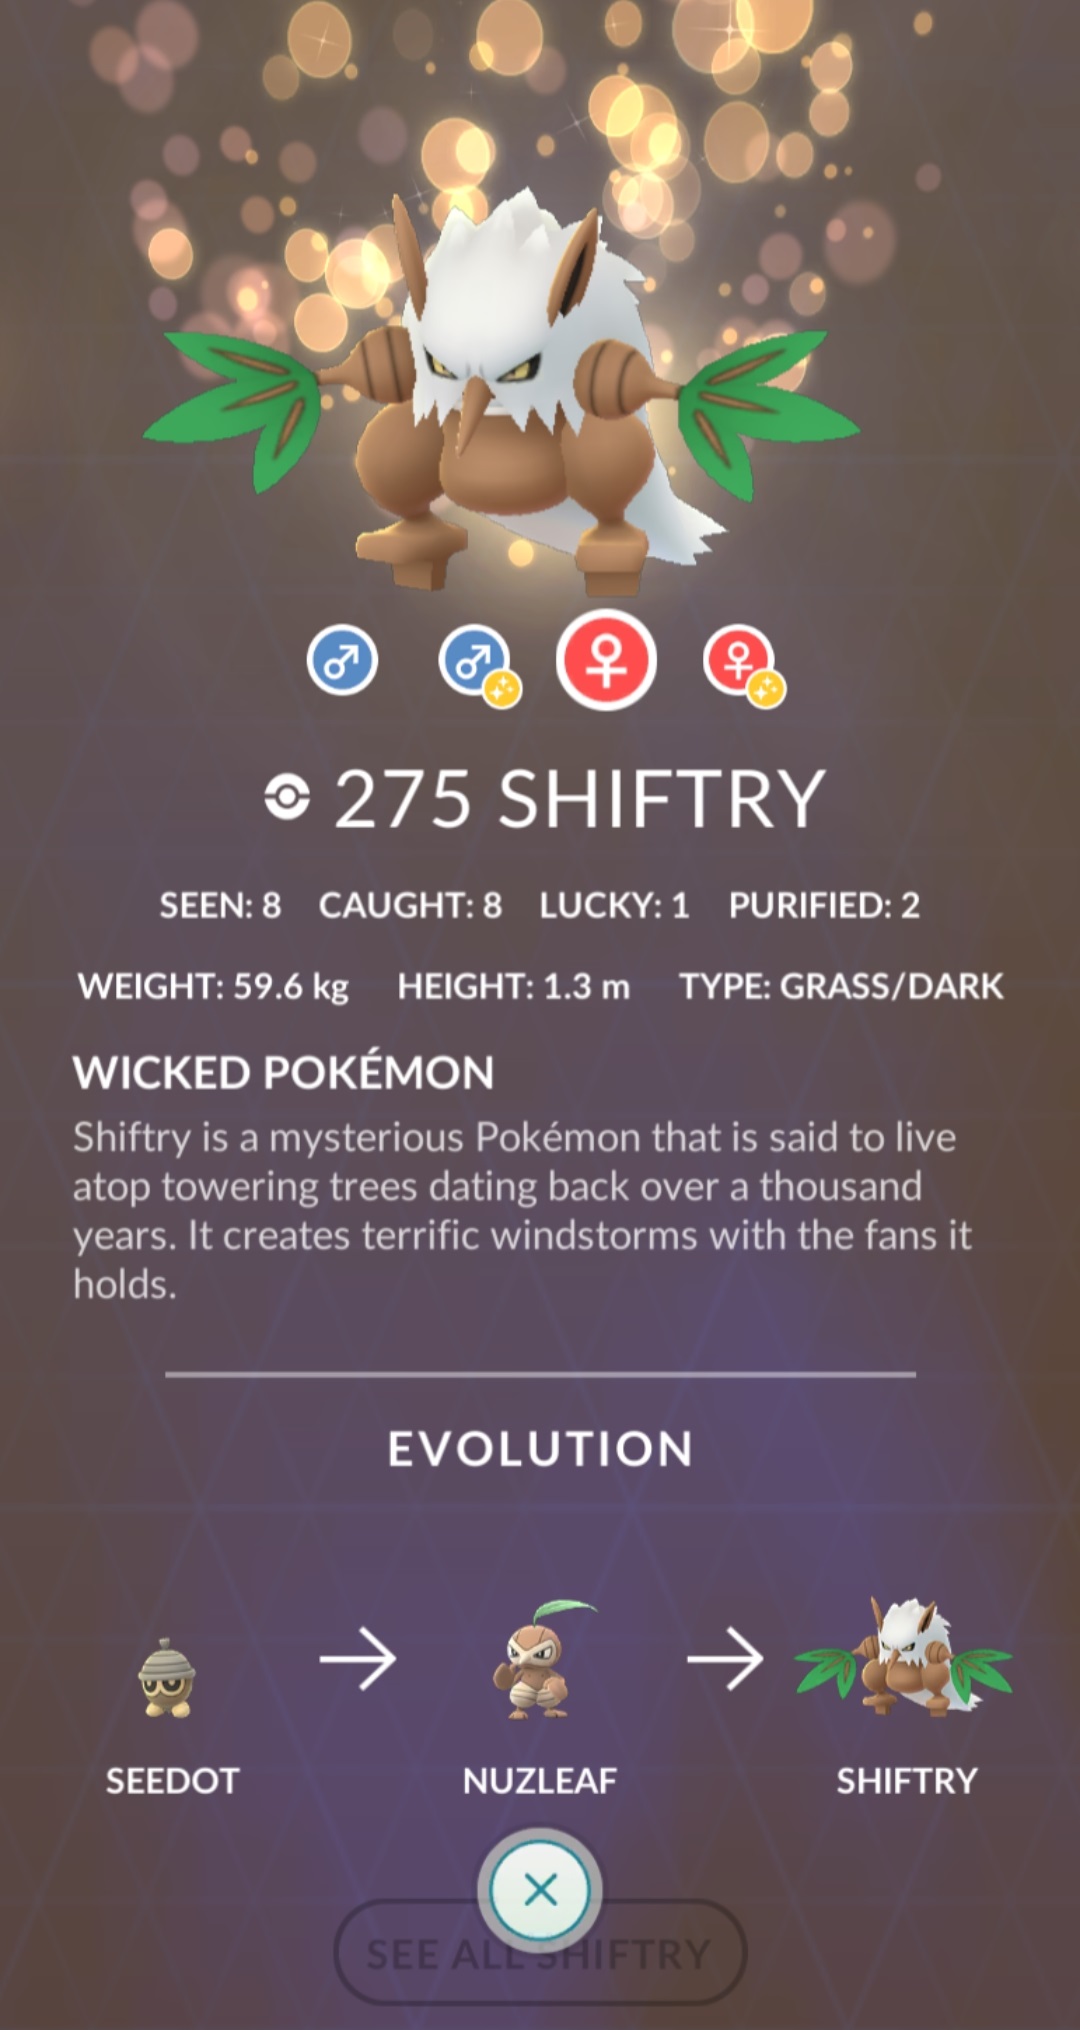 275 SHIFTRY
SEEN: 8 CAUGHT: 8 LUCKY: 1 PURIFIED: 2
WEIGHT: 59.6 kg HEIGHT: 1.3 m TYPE: GRASS/DARK
WICKED POKÉMON
Shiftry is a mysterious Pokémon that is said to live
atop towering trees dating back over a thousand
years. It creates terrific windstorms with the fans it
holds.
EVOLUTION
SEEDOT NUZLEAF SHIFTRY
SEE ALL SHIFTRY